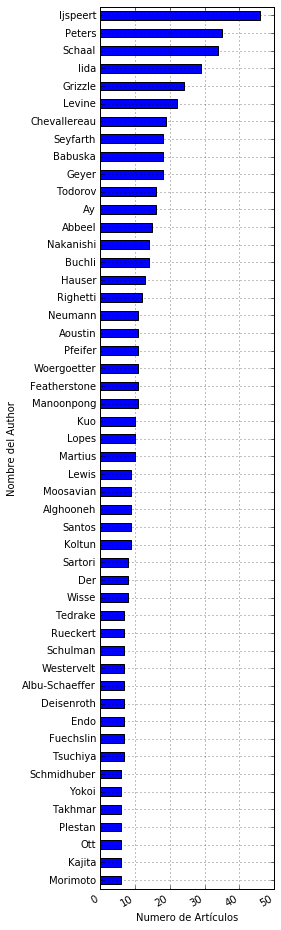 Ijspeert
Peters
Schaal
Iida
Grizzle
Levine
Chevallereau
Seyfarth
Babuska
Geyer
Todorov
Ay
Abbeel
Nakanishi
Buchli
Hauser
Righetti
Neumann
Aoustin
Pfeifer
Woergoetter
Featherstone
Manoonpong
Kuo
Lopes
Martius
Lewis
Moosavian
Alghooneh
Santos
Koltun
Sartori
Der
Wisse
Tedrake
Rueckert
Schulman
Westervelt
Albu-Schaeffer
Deisenroth
Endo
Fuechslin
Tsuchiya
Schmidhuber
Yokoi
Takhmar
Plestan
Ott
Kajita
Morimoto
Nombre del Author
0 10 20 30 40 50
Numero de Artículos